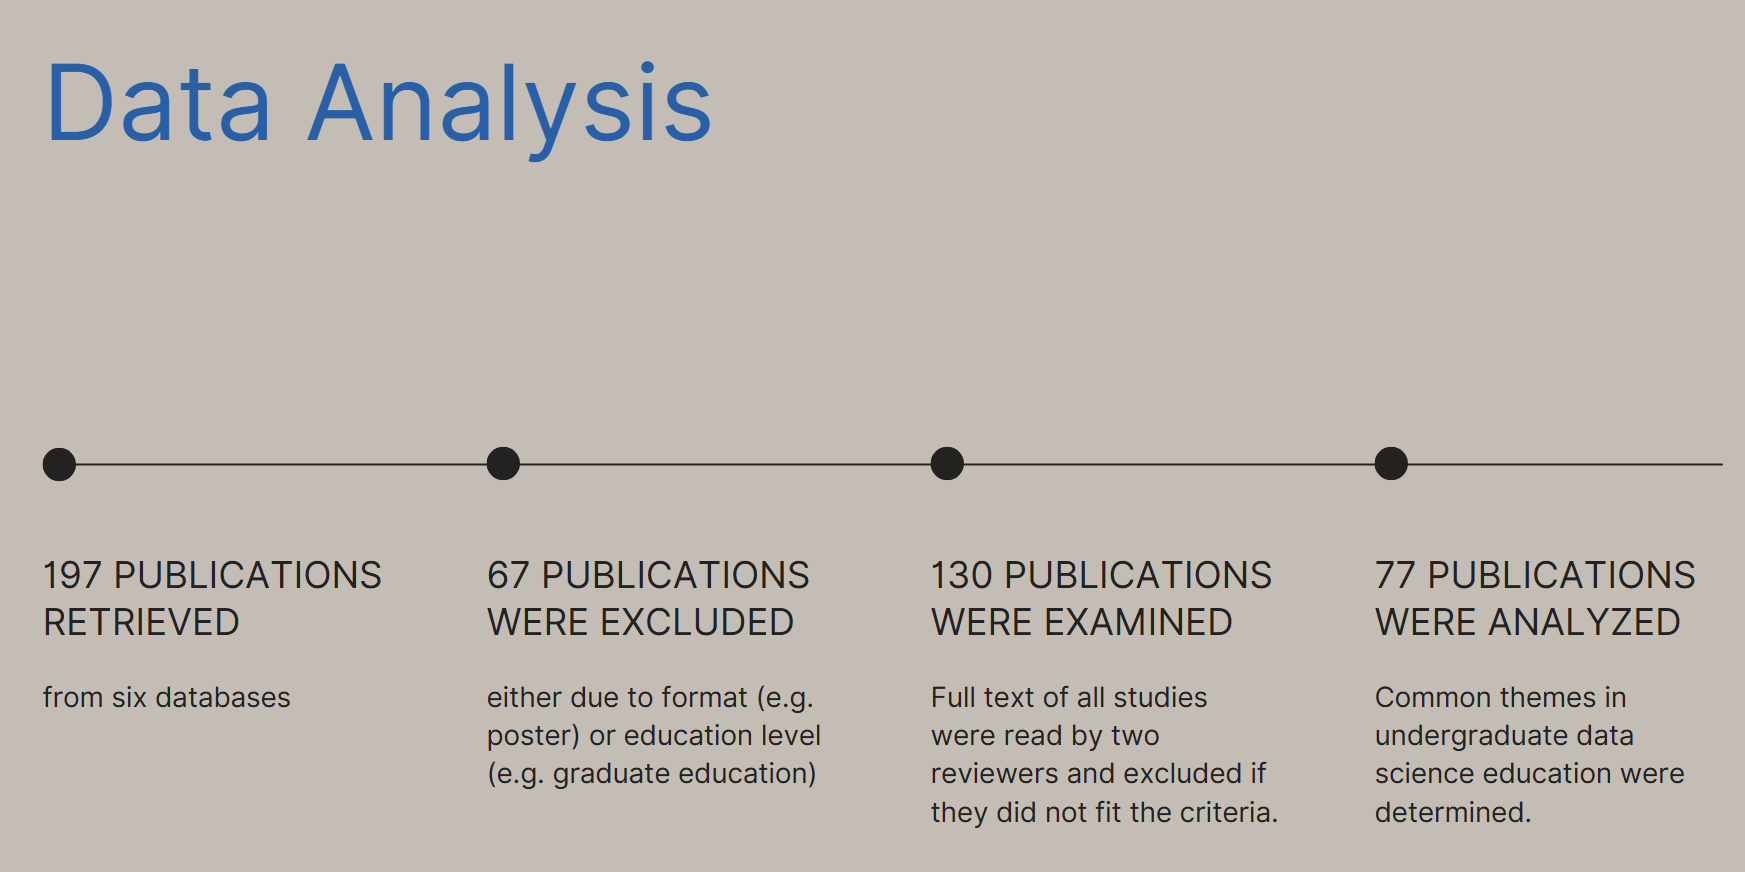 Data Analysis
197 PUBLICATIONS
RETRIEVED
from six databases
67 PUBLICATIONS
WERE EXCLUDED
either due to format (e.g.
poster) or education level
(e.g. graduate education)
130 PUBLICATIONS
WERE EXAMINED
Full text of all studies
were read by two
reviewers and excluded if
they did not fit the criteria.
77 PUBLICATIONS
WERE ANALYZED
Common themes in
undergraduate data
science education were
determined.